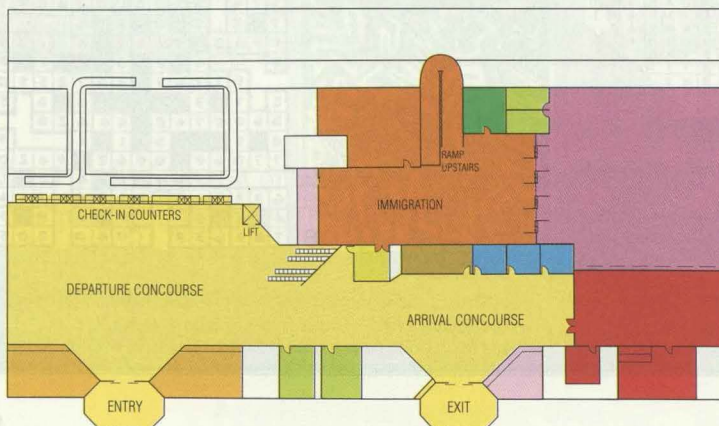 RAMP
UPSTAIRS
IMMIGRATION
CHECK-IN COUNTERS
LIFT
DEPARTURE CONCOURSE
ARRIVAL CONCOURSE
ENTRY
EXIT